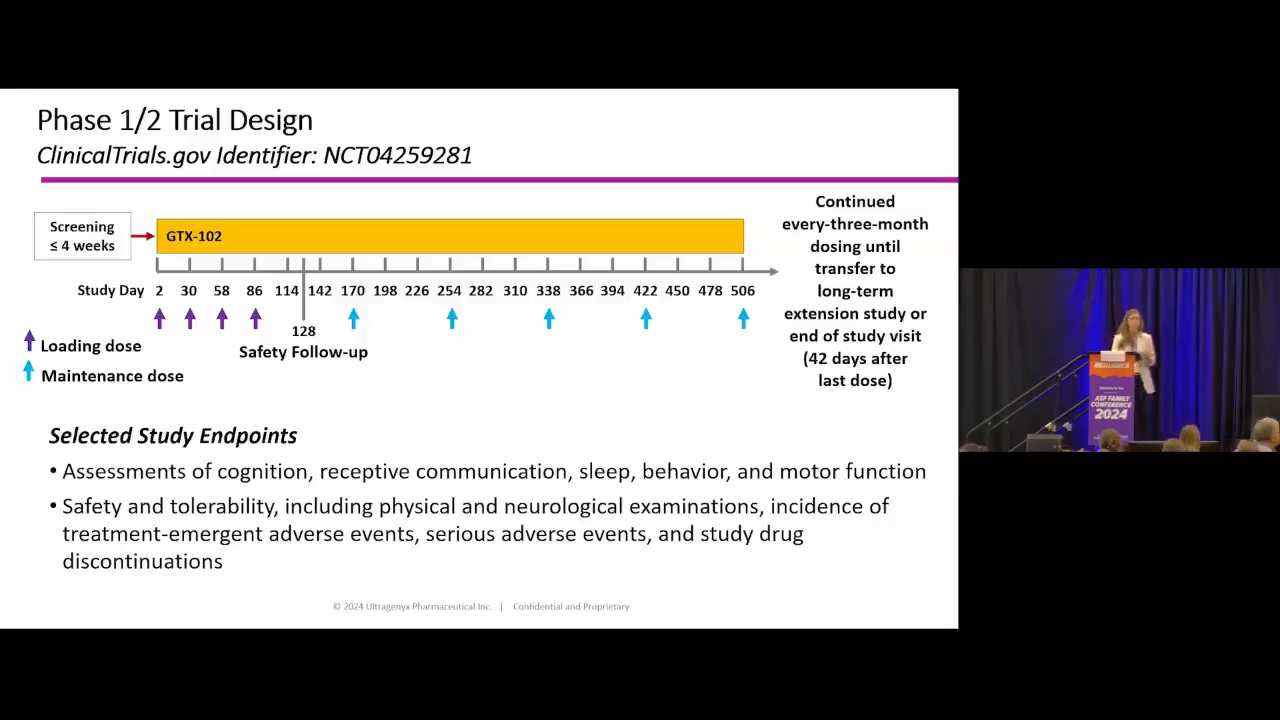 Phase 1/2 Trial Design
ClinicalTrials.gov Identifier: NCT04259281
Screening
≤ 4 weeks
GTX-102
Study Day 2 30 58 86 114 142 170 198 226 254 282 310 338 366 394 422 450 478 506
128
Safety Follow-up
Loading dose
Maintenance dose
Continued
every-three-month
dosing until
transfer to
long-term
extension study or
end of study visit
(42 days after
last dose)
Selected Study Endpoints
• Assessments of cognition, receptive communication, sleep, behavior, and motor function
• Safety and tolerability, including physical and neurological examinations, incidence of
treatment-emergent adverse events, serious adverse events, and study drug
discontinuations
© 2024 Ultragenyx Pharmaceutical Inc. | Confidential and Proprietary
RESILIENCE
ASF FAMILY
CONFERENCE
2024